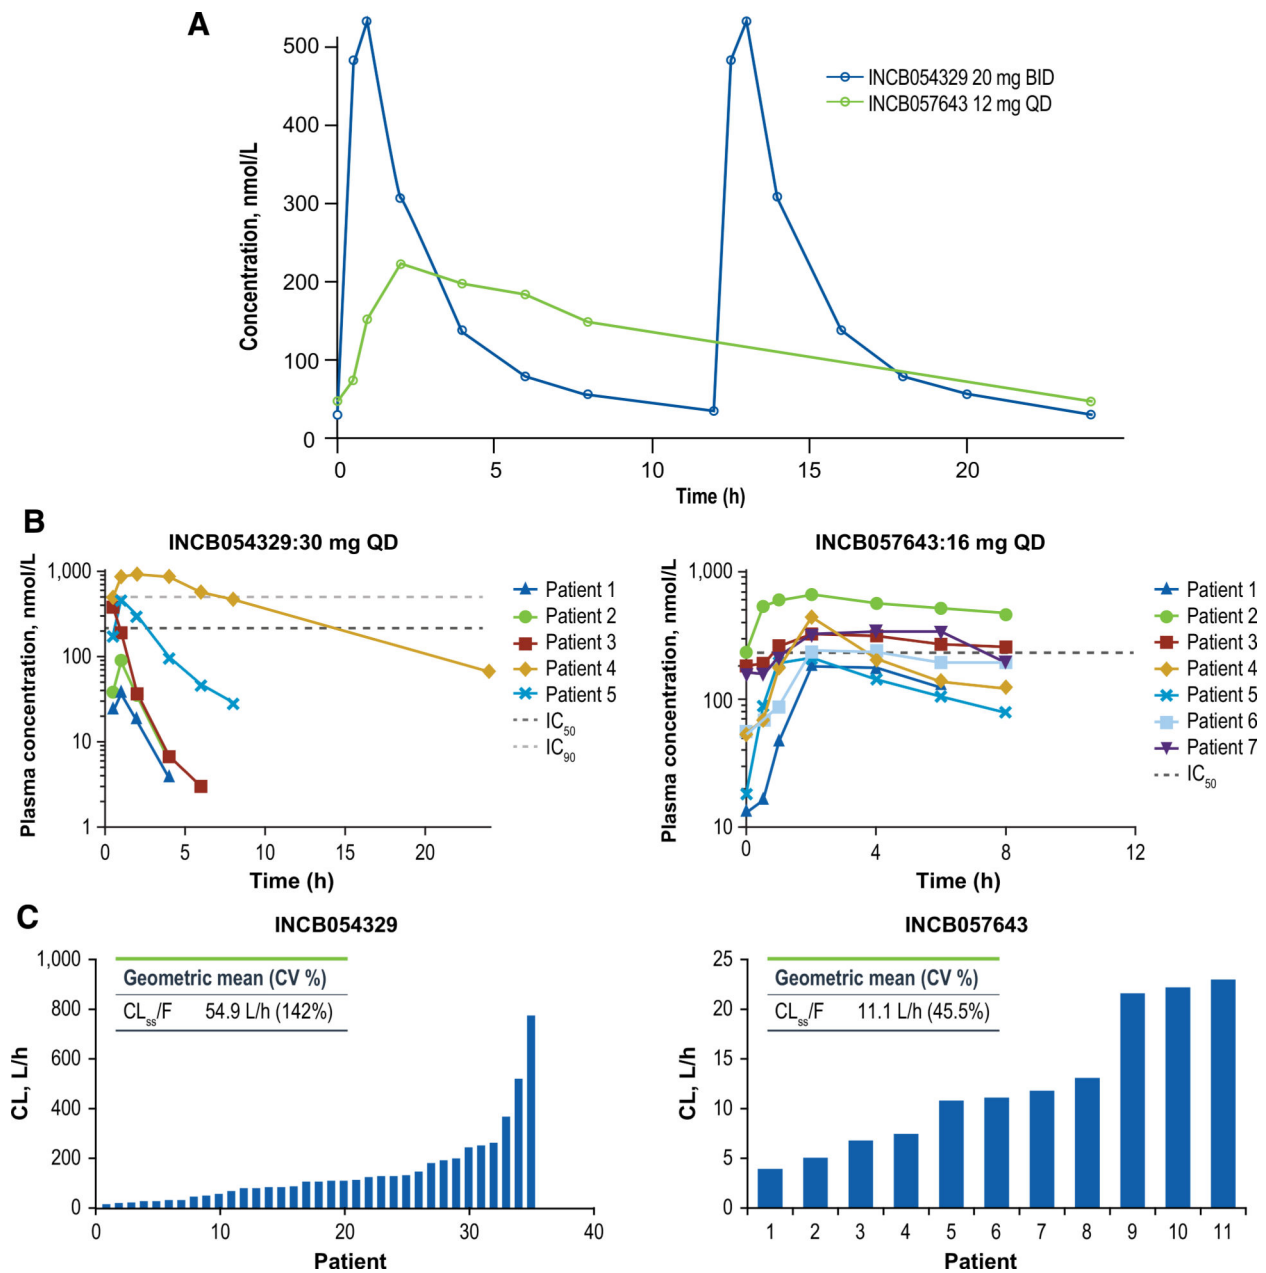 A
500
400
300
200
100
0
Concentration, nmol/L
INCB054329 20 mg BID
INCB057643 12 mg QD
0 5 10 15 20
Time (h)
B
INCB054329:30 mg QD
1,000
100
10
1
Plasma concentration, nmol/L
0 5 10 15 20
Time (h)
Patient 1
Patient 2
Patient 3
Patient 4
Patient 5
IC50
IC90
INCB057643:16 mg QD
1,000
100
10
Plasma concentration, nmol/L
0 4 8 12
Time (h)
Patient 1
Patient 2
Patient 3
Patient 4
Patient 5
Patient 6
Patient 7
IC50
C
INCB054329
1,000
800
600
400
200
0
CL, L/h
Geometric mean (CV %)
CLss/F 54.9 L/h (142%)
0 10 20 30 40
Patient
INCB057643
25
20
15
10
5
0
CL, L/h
Geometric mean (CV %)
CLss/F 11.1 L/h (45.5%)
1 2 3 4 5 6 7 8 9 10 11
Patient